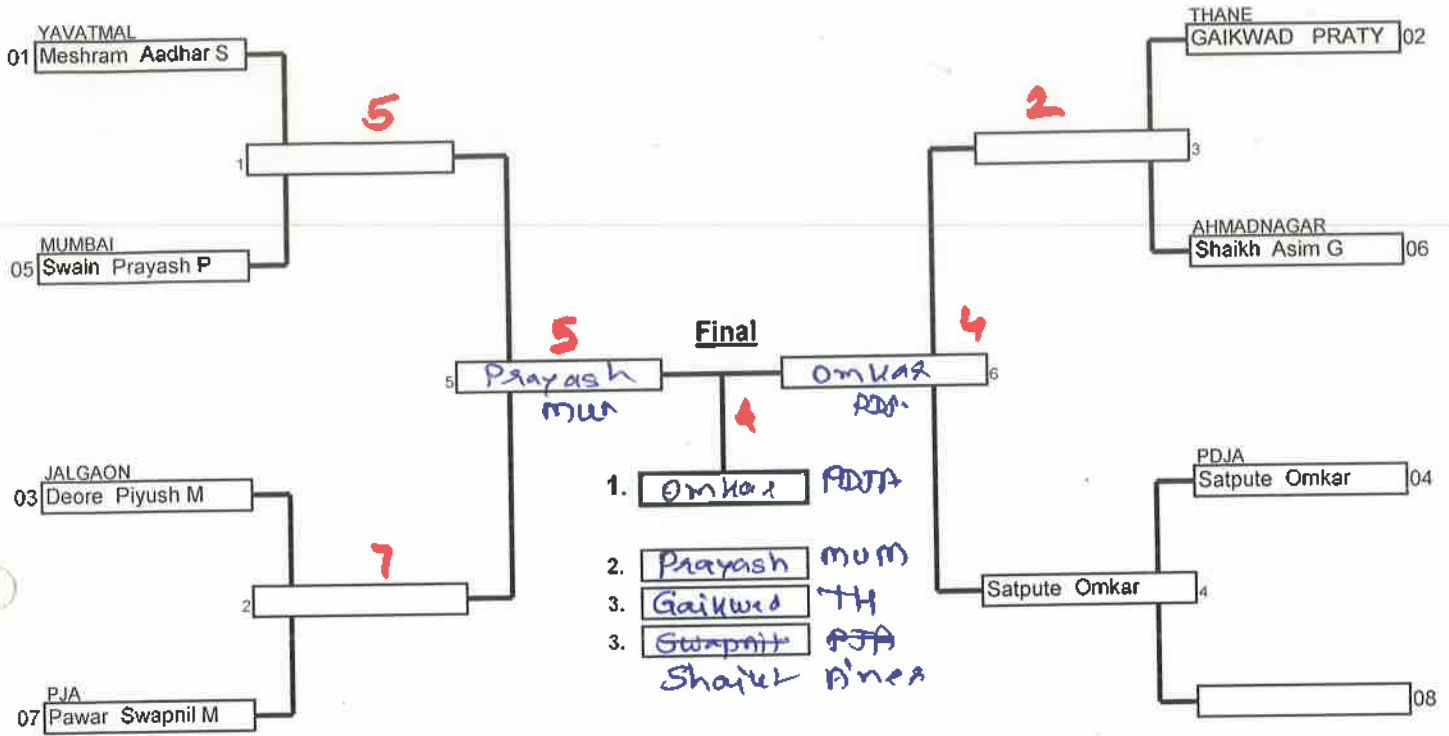 YAVATMAL
01 Meshram Aadhar S
5
1
MUMBAI
05 Swain Prayash P
5
5 Prayash
mum
JALGAON
03 Deore Piyush M
7
2
PJA
07 Pawar Swapnil M
Final
4
1. Omkar PDJA
2. Prayash MUM
3. Gaikwad TH
3. Swapnil PJA
Shaikh A'ner
THANE
GAIKWAD PRATY 02
2
3
AHMADNAGAR
Shaikh Asim G 06
4
Omkar 6
PDJA
PDJA
Satpute Omkar 04
Satpute Omkar 4
08